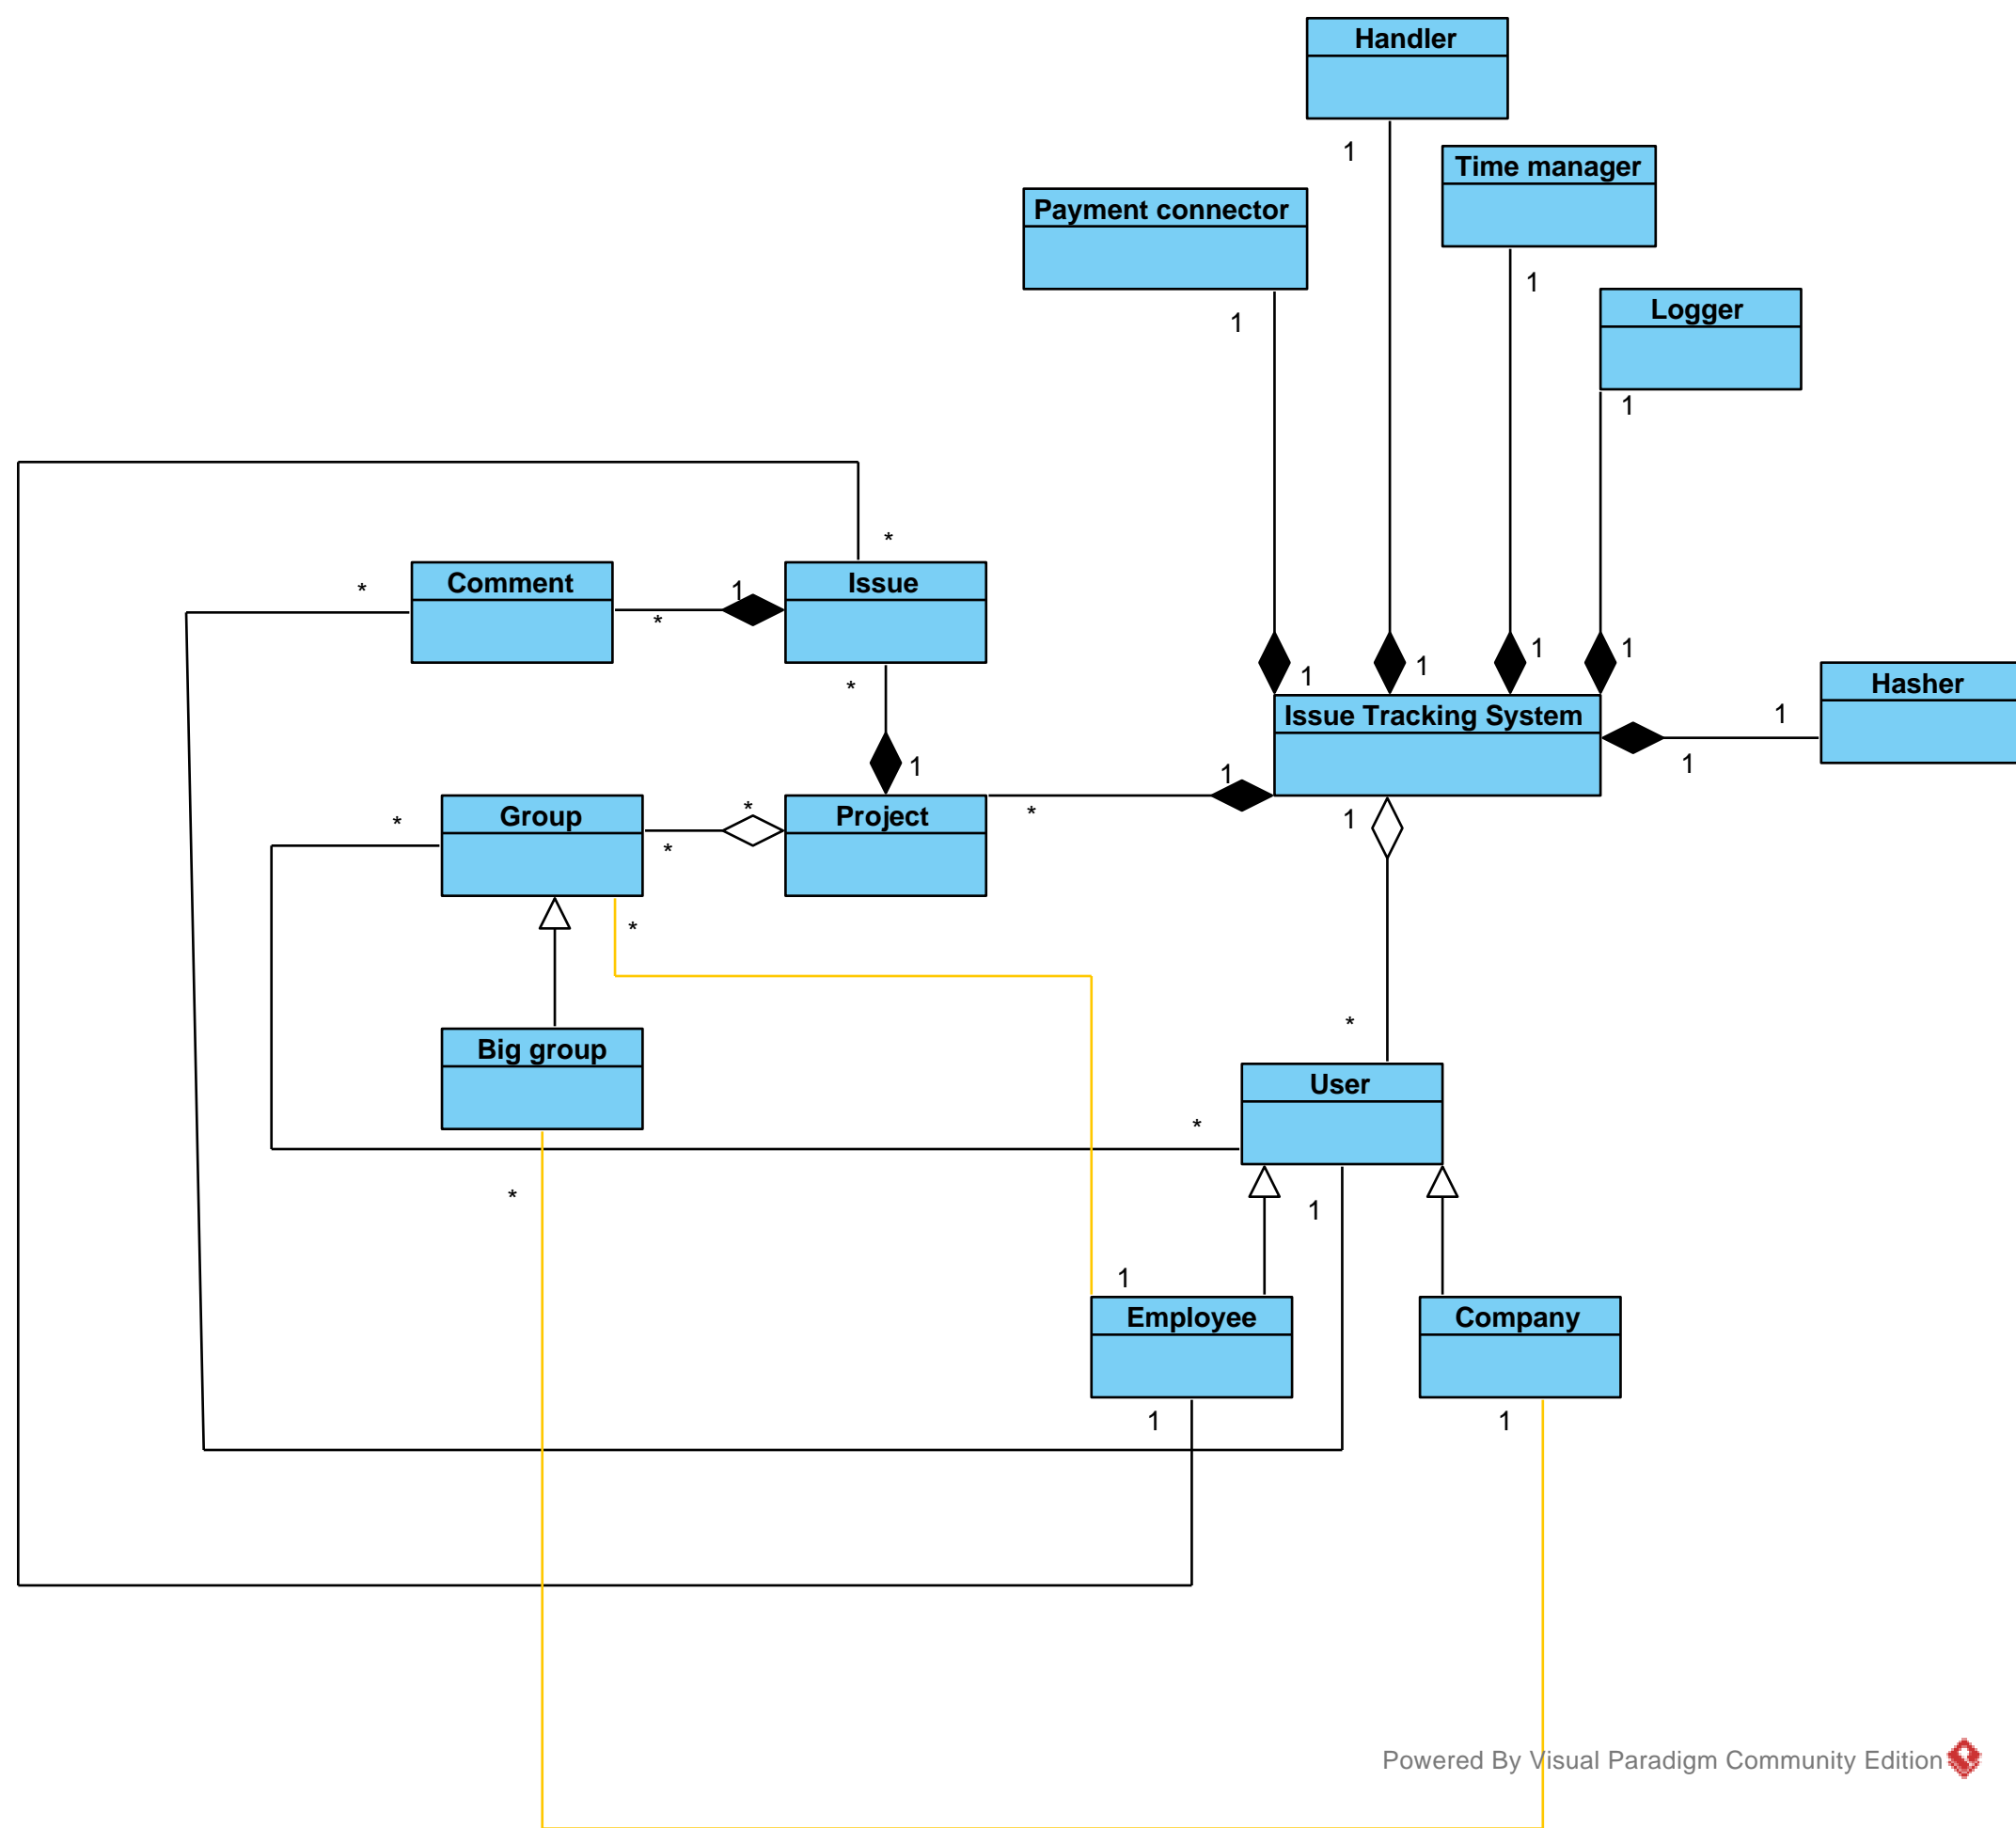 Handler
1
Time manager
Payment connector
1
Logger
1
1
*
Comment
Issue
*
1
*
1
1
1
1
Hasher
*
Issue Tracking System
1
1
1
1
Group
Project
*
*
*
*
1
*
Big group
*
User
*
*
1
1
Employee
Company
1
1
Powered By Visual Paradigm Community Edition